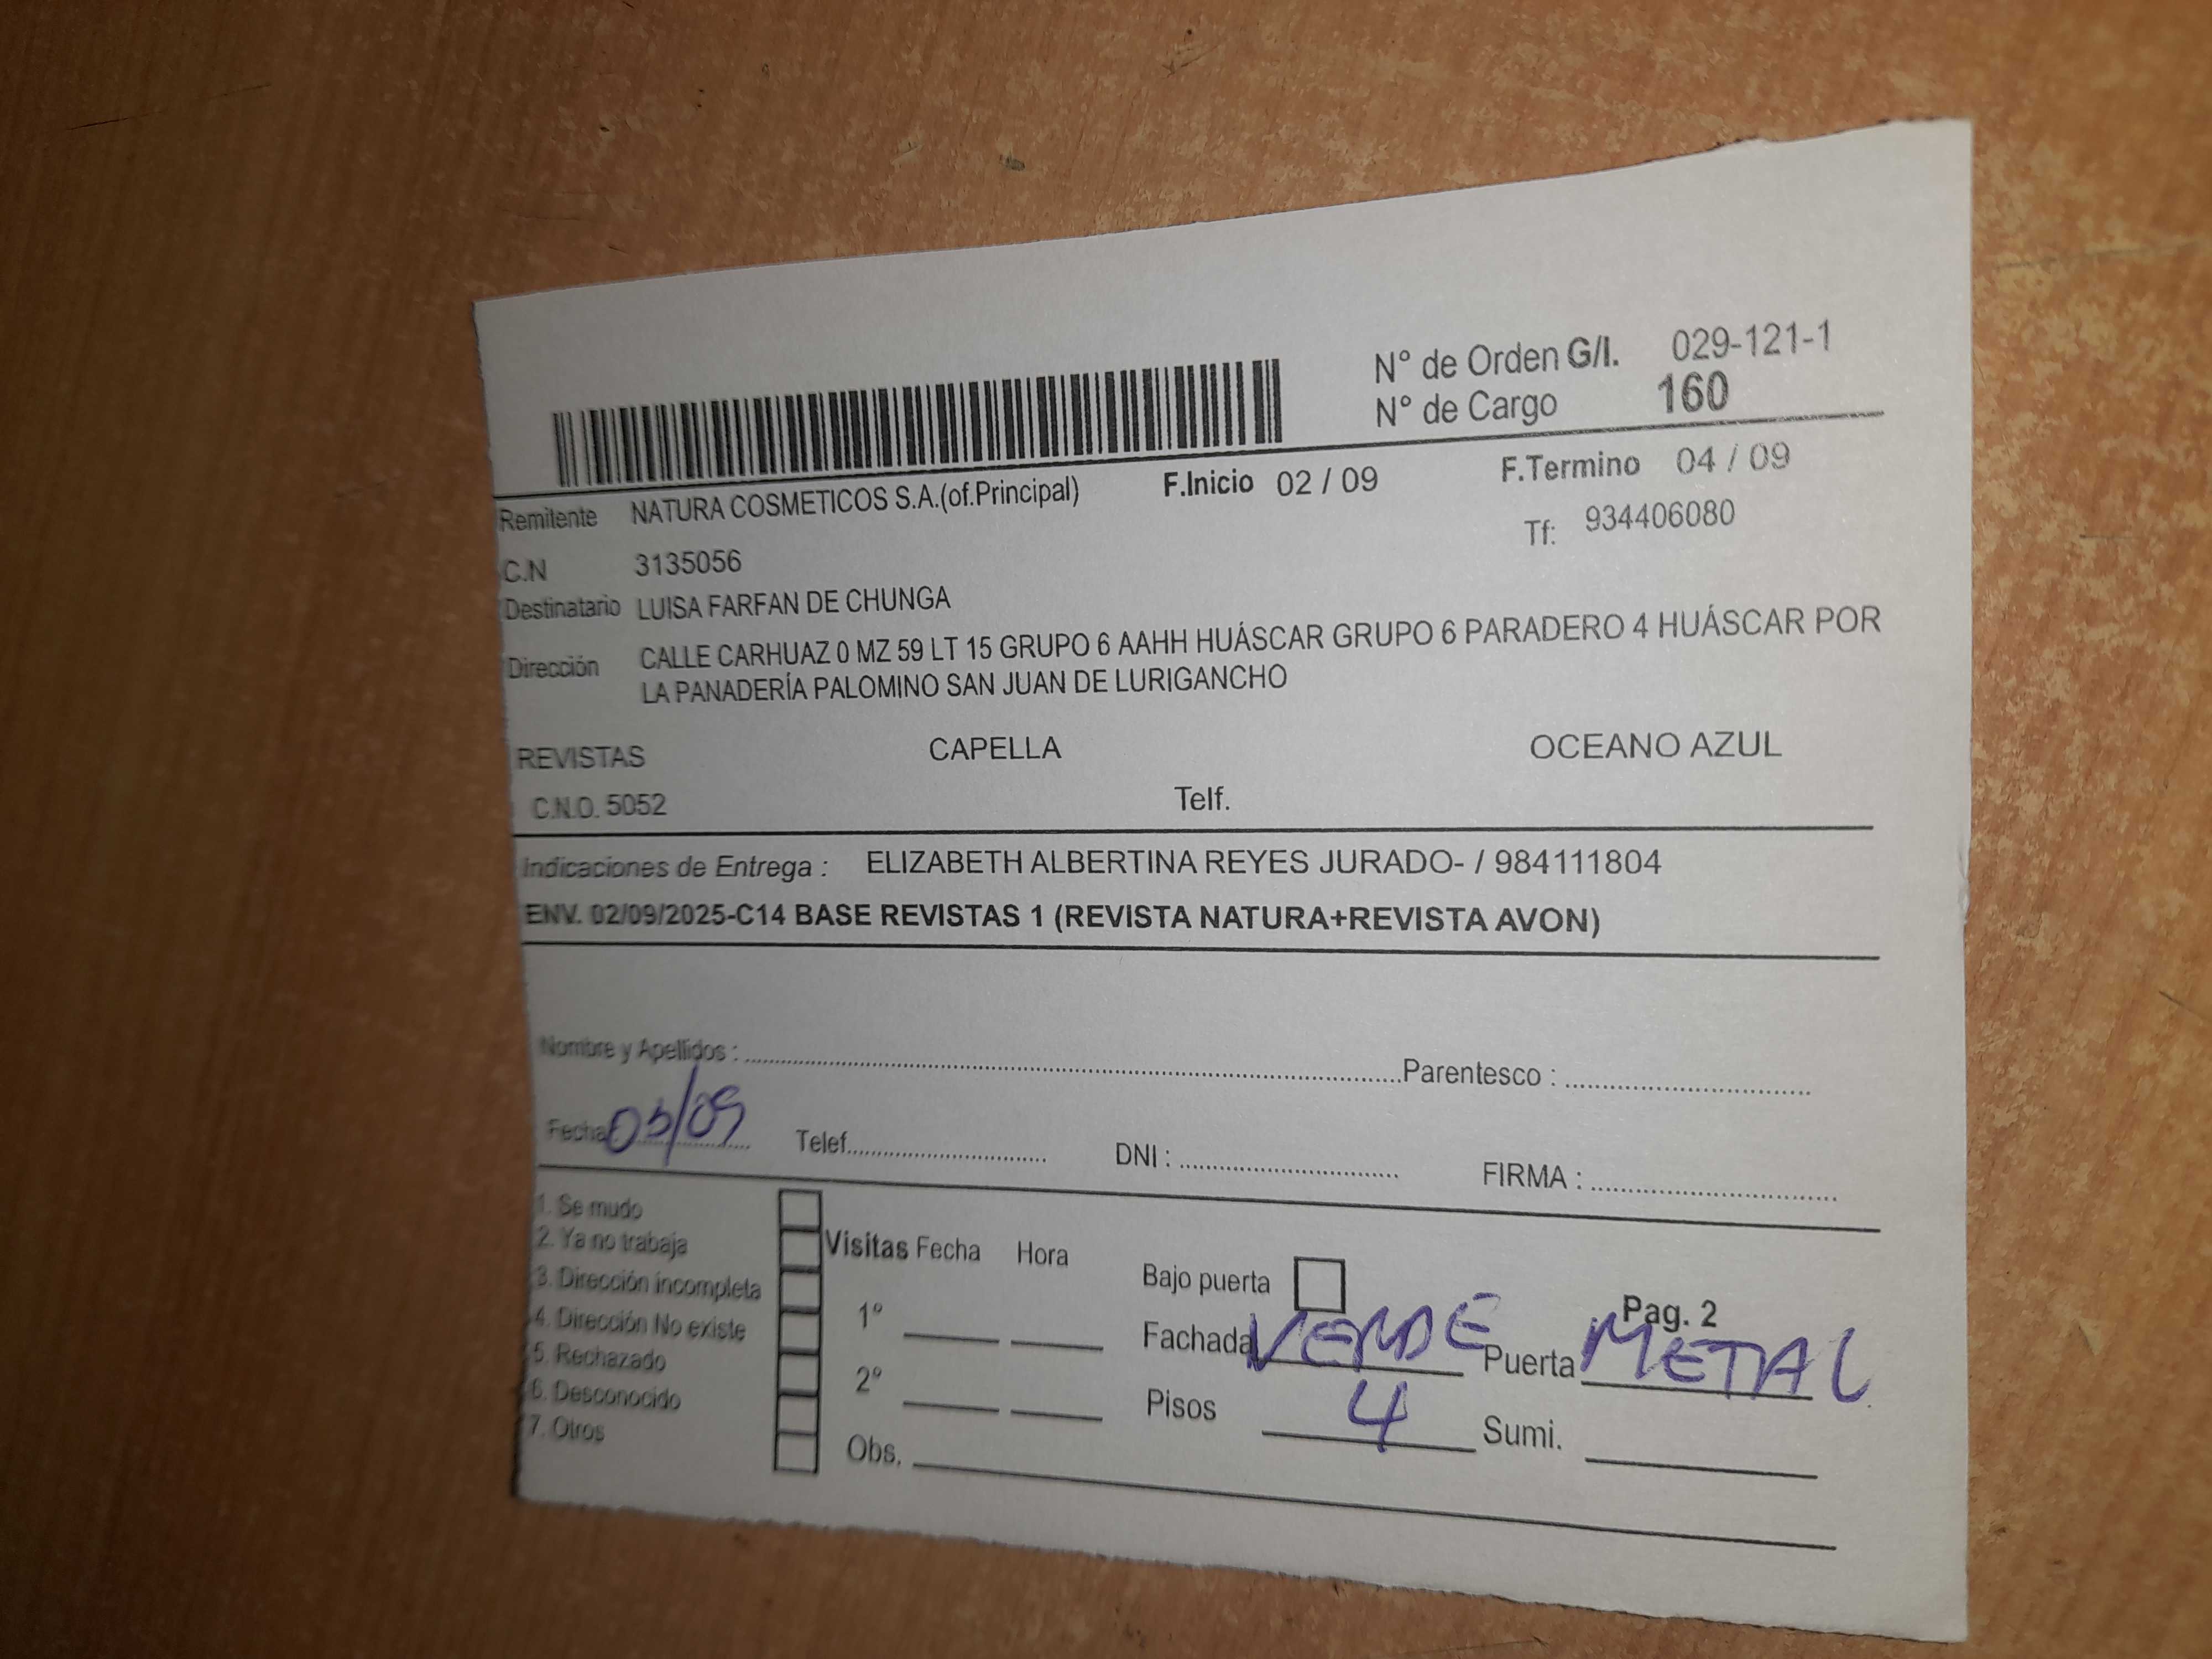 N° de Orden G/I. 029-121-1
N° de Cargo 160
Remitente NATURA COSMETICOS S.A.(of.Principal) F.Inicio 02 / 09 F.Termino 04 / 09
C.N 3135056 Tf: 934406080
Destinatario LUISA FARFAN DE CHUNGA
Dirección CALLE CARHUAZ 0 MZ 59 LT 15 GRUPO 6 AAHH HUÁSCAR GRUPO 6 PARADERO 4 HUÁSCAR POR
LA PANADERÍA PALOMINO SAN JUAN DE LURIGANCHO
REVISTAS CAPELLA OCEANO AZUL
C.N.O. 5052 Telf.
Indicaciones de Entrega : ELIZABETH ALBERTINA REYES JURADO- / 984111804
ENV. 02/09/2025-C14 BASE REVISTAS 1 (REVISTA NATURA+REVISTA AVON)
Nombre y Apellidos : Parentesco :
Fecha Telef. DNI : FIRMA :
1. Se mudo
2. Ya no trabaja
3. Dirección incompleta
4. Dirección No existe
5. Rechazado
6. Desconocido
7. Otros
Visitas Fecha Hora
1°
2°
Obs.
Bajo puerta
Pag. 2
Fachada VERDE Puerta METAL
Pisos 4 Sumi.